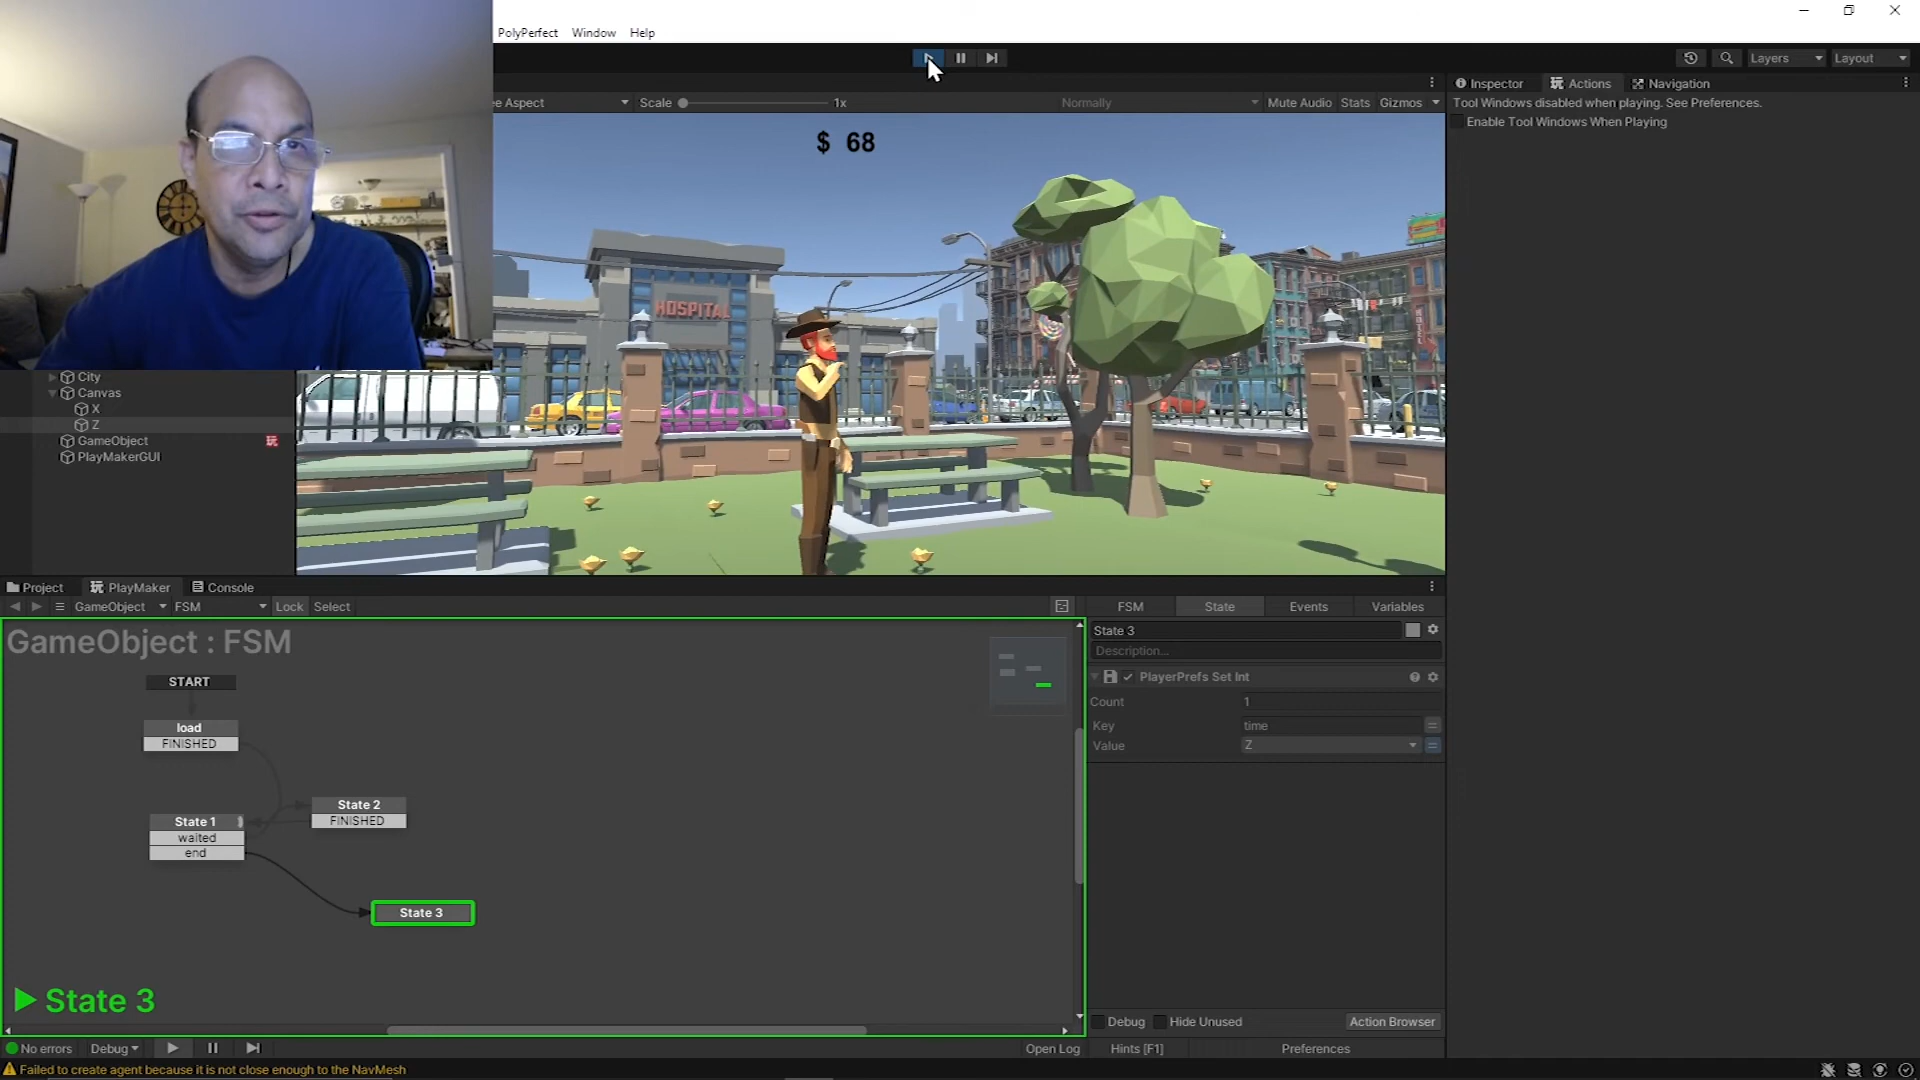 PolyPerfect Window Help
Layers Layout
e Aspect Scale 1x Normally Mute Audio Stats Gizmos
Inspector Actions Navigation
Tool Windows disabled when playing. See Preferences.
Enable Tool Windows When Playing
$ 68
HOSPITAL
HOTEL
City
Canvas
X
Z
GameObject
PlayMakerGUI
Project PlayMaker Console
GameObject FSM Lock Select
FSM State Events Variables
GameObject : FSM
START
load
FINISHED
State 1
waited
end
State 2
FINISHED
State 3
State 3
State 3
Description...
PlayerPrefs Set Int
Count 1
Key time
Value Z
Debug Hide Unused Action Browser
No errors Debug Open Log Hints [F1] Preferences
Failed to create agent because it is not close enough to the NavMesh